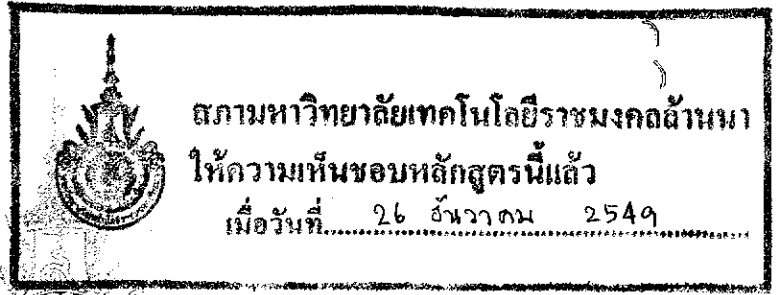 สภามหาวิทยาลัยเทคโนโลยีราชมงคลล้านนา
ให้ความเห็นชอบหลักสูตรนี้แล้ว
เมื่อวันที่ 26 ธันวาคม 2549